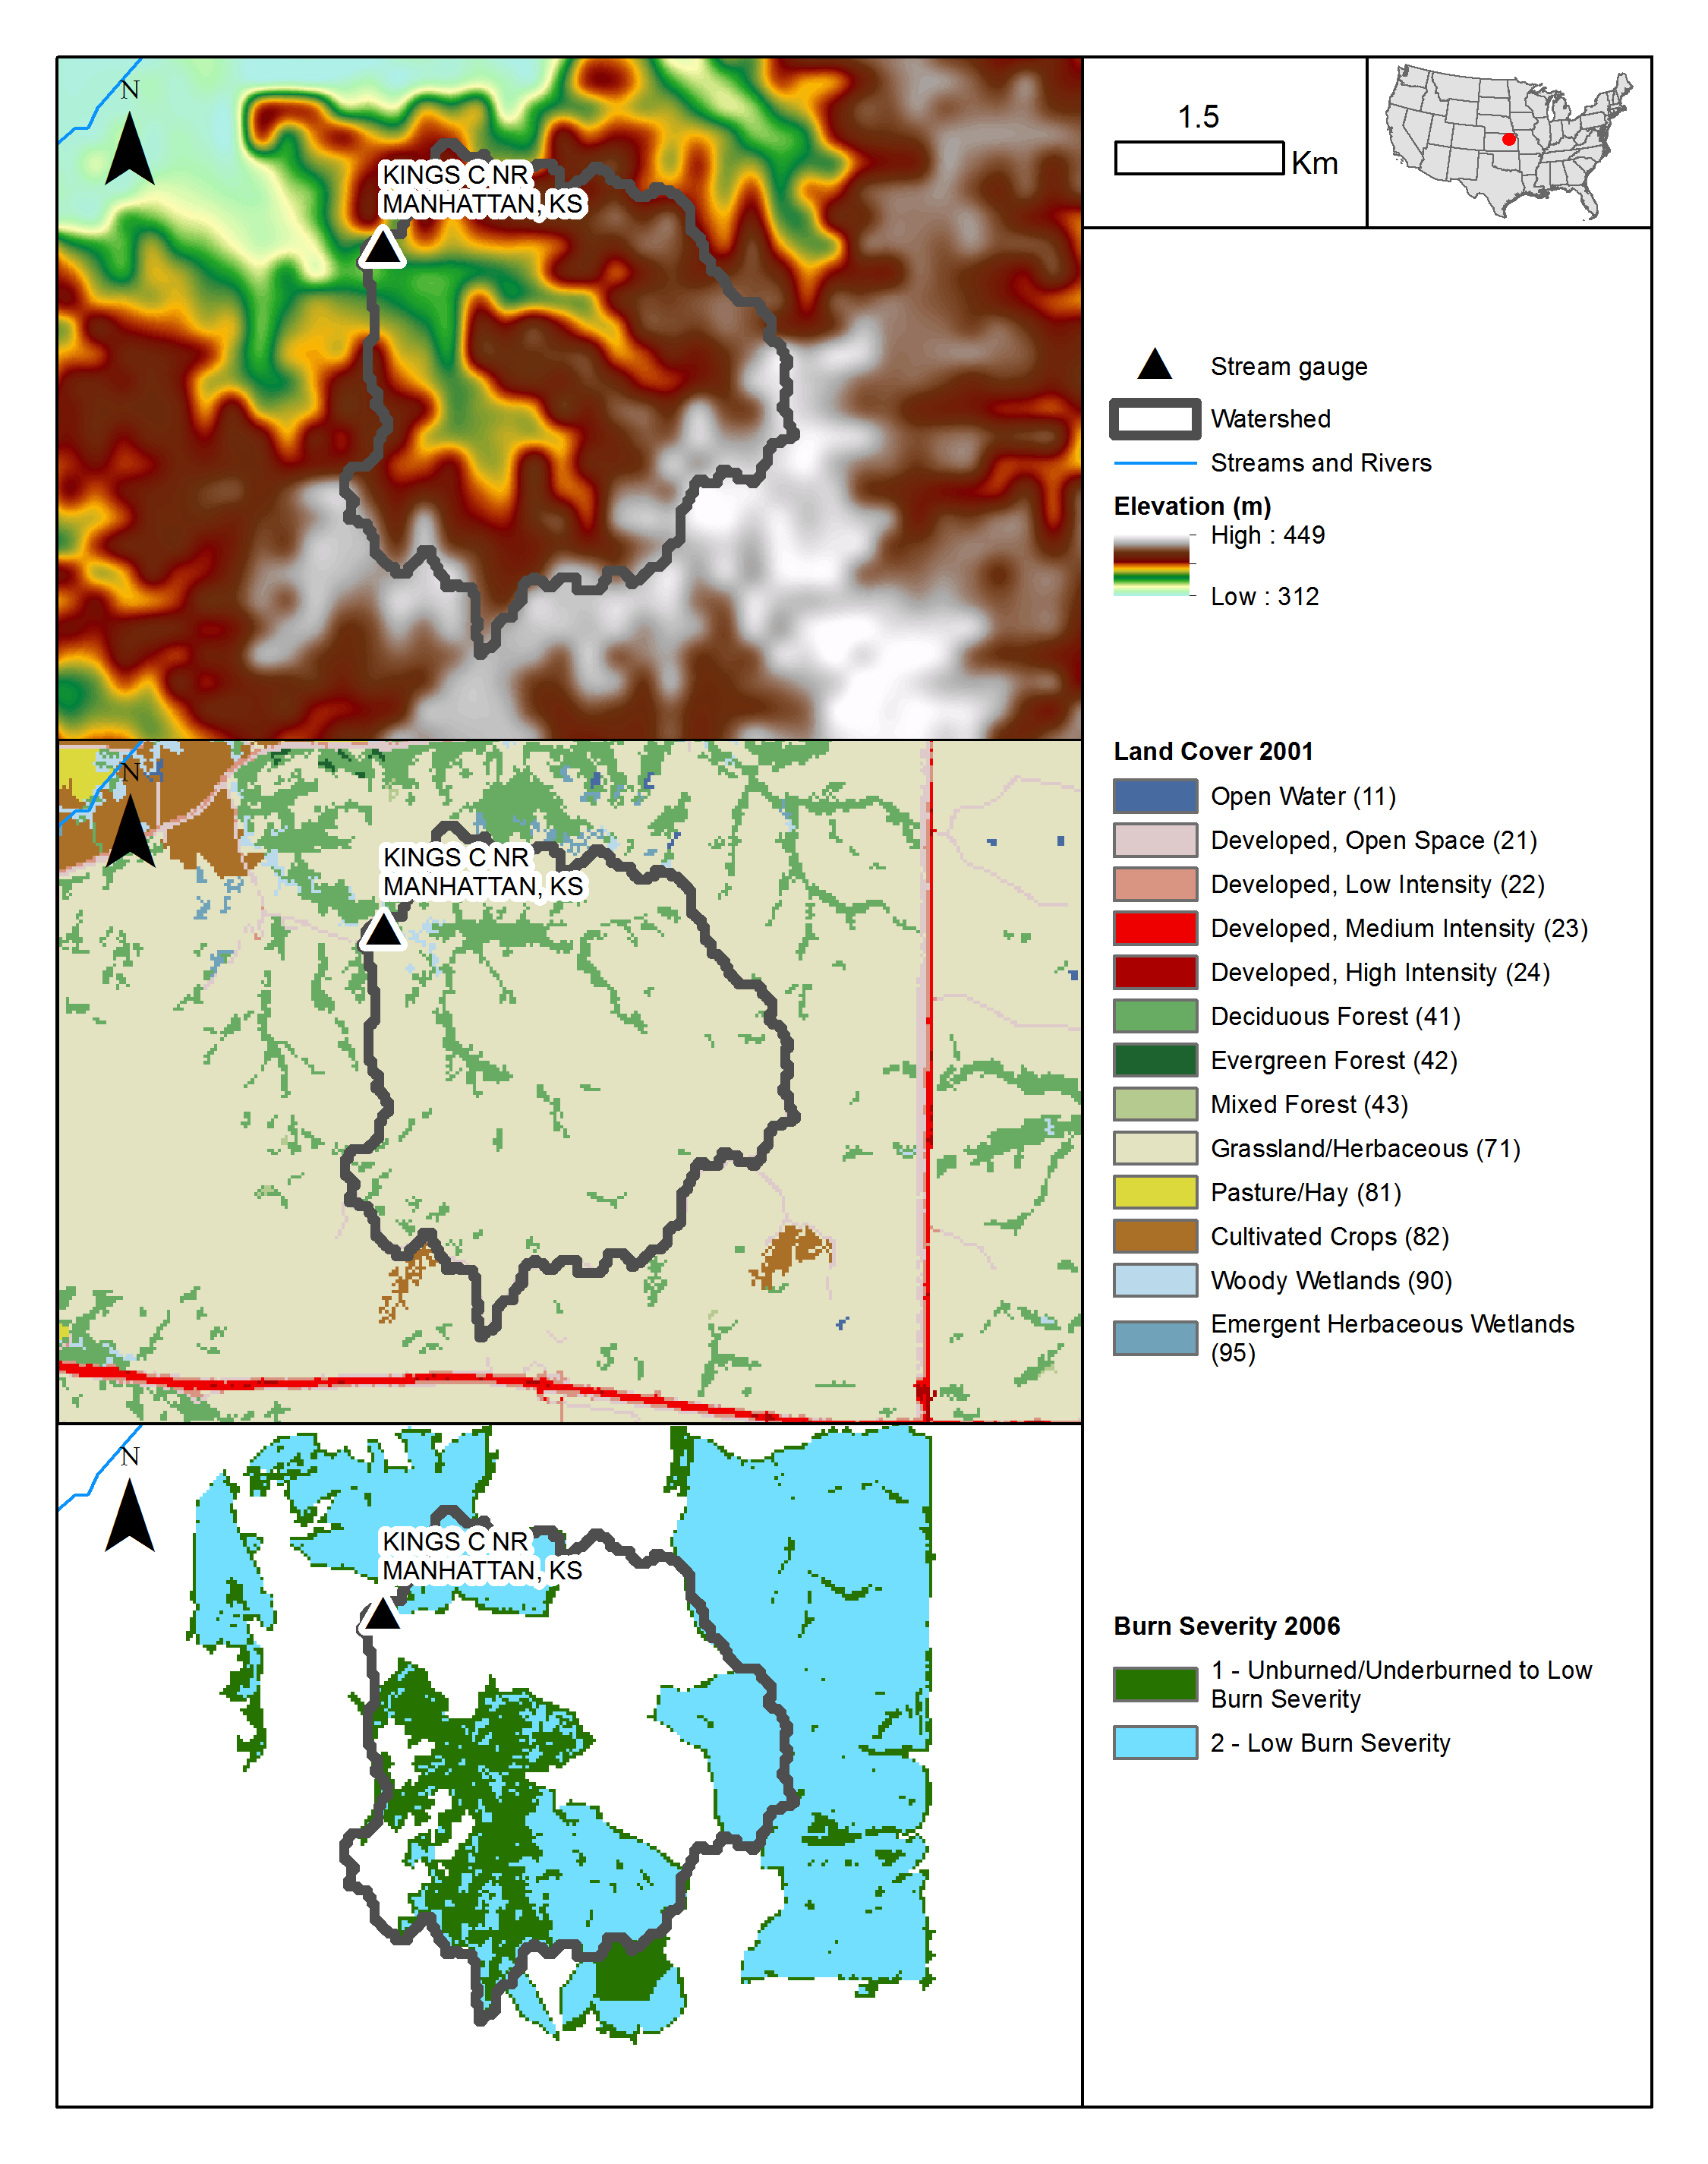 N
KINGS C NR
MANHATTAN, KS
1.5
Km
Stream gauge
Watershed
Streams and Rivers
Elevation (m)
High : 449
Low : 312
N
KINGS C NR
MANHATTAN, KS
Land Cover 2001
Open Water (11)
Developed, Open Space (21)
Developed, Low Intensity (22)
Developed, Medium Intensity (23)
Developed, High Intensity (24)
Deciduous Forest (41)
Evergreen Forest (42)
Mixed Forest (43)
Grassland/Herbaceous (71)
Pasture/Hay (81)
Cultivated Crops (82)
Woody Wetlands (90)
Emergent Herbaceous Wetlands
(95)
N
KINGS C NR
MANHATTAN, KS
Burn Severity 2006
1 - Unburned/Underburned to Low
Burn Severity
2 - Low Burn Severity